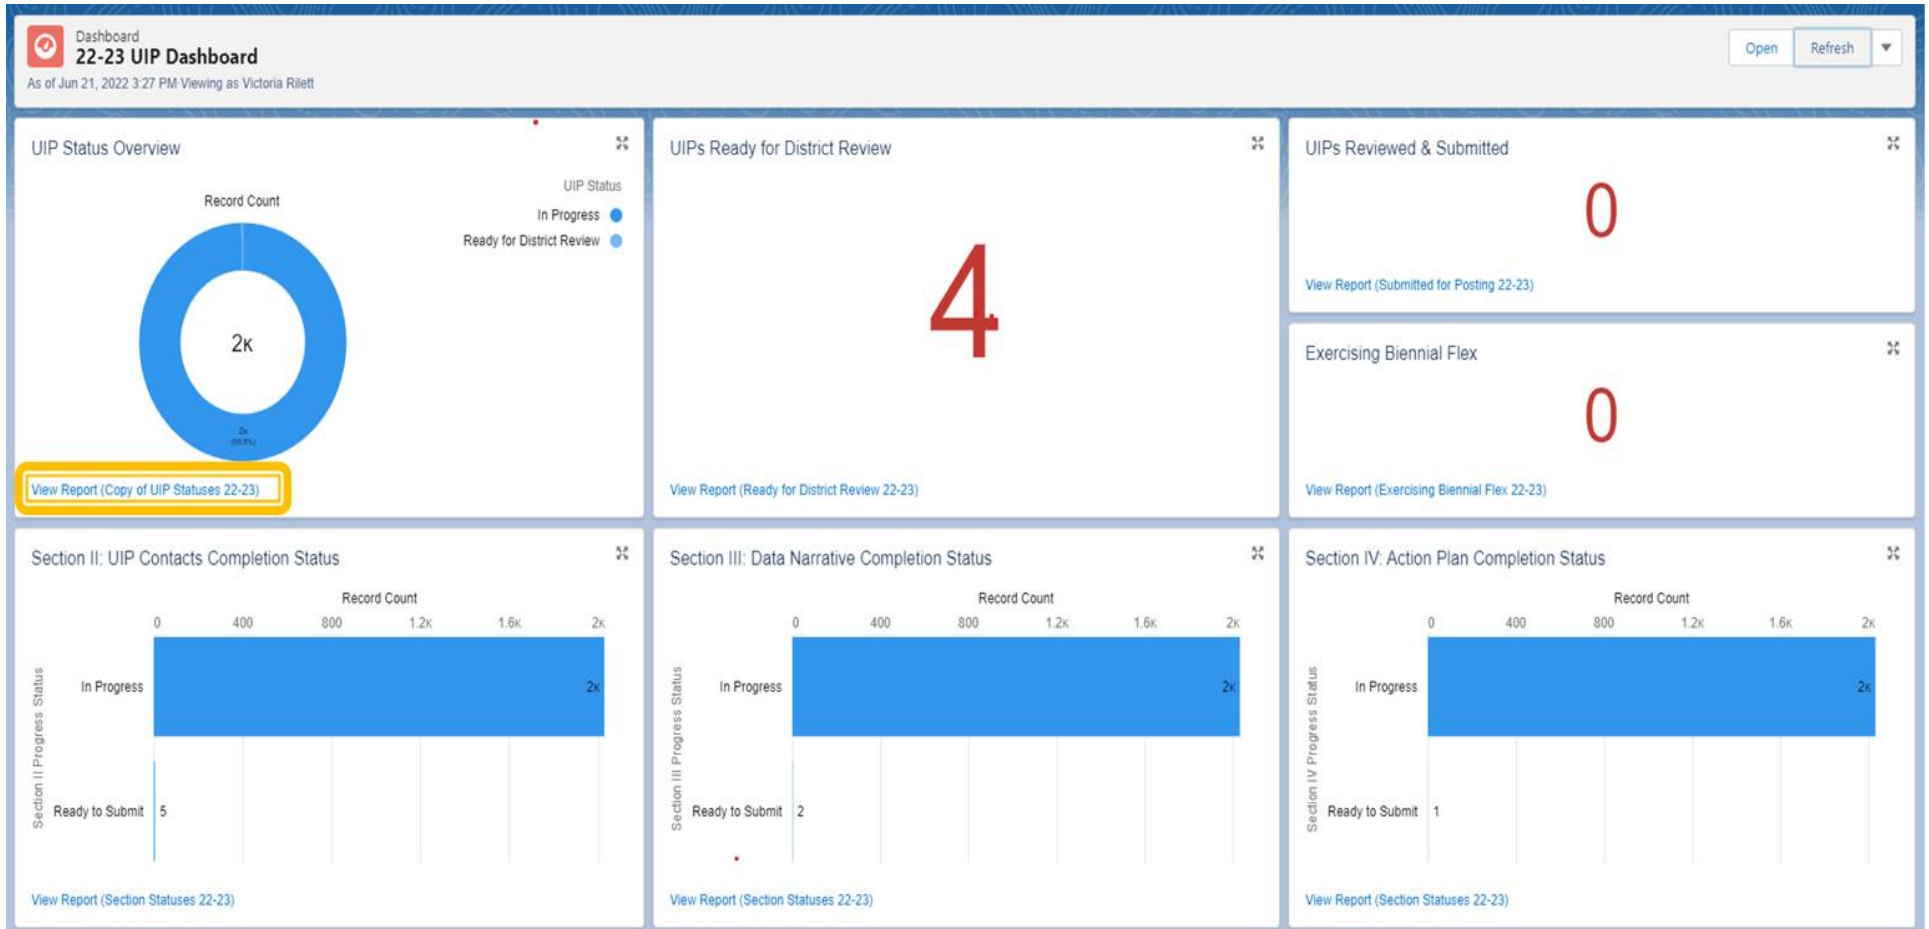 Dashboard
22-23 UIP Dashboard
As of Jun 21, 2022 3:27 PM·Viewing as Victoria Rilett
Open
Refresh
UIP Status Overview
Record Count
UIP Status
In Progress
Ready for District Review
2K
2K
(99.8%)
View Report (Copy of UIP Statuses 22-23)
UIPs Ready for District Review
4
View Report (Ready for District Review 22-23)
UIPs Reviewed & Submitted
0
View Report (Submitted for Posting 22-23)
Exercising Biennial Flex
0
View Report (Exercising Biennial Flex 22-23)
Section II: UIP Contacts Completion Status
Record Count
0 400 800 1.2K 1.6K 2K
Section II Progress Status
In Progress 2K
Ready to Submit 5
View Report (Section Statuses 22-23)
Section III: Data Narrative Completion Status
Record Count
0 400 800 1.2K 1.6K 2K
Section III Progress Status
In Progress 2K
Ready to Submit 2
View Report (Section Statuses 22-23)
Section IV: Action Plan Completion Status
Record Count
0 400 800 1.2K 1.6K 2K
Section IV Progress Status
In Progress 2K
Ready to Submit 1
View Report (Section Statuses 22-23)